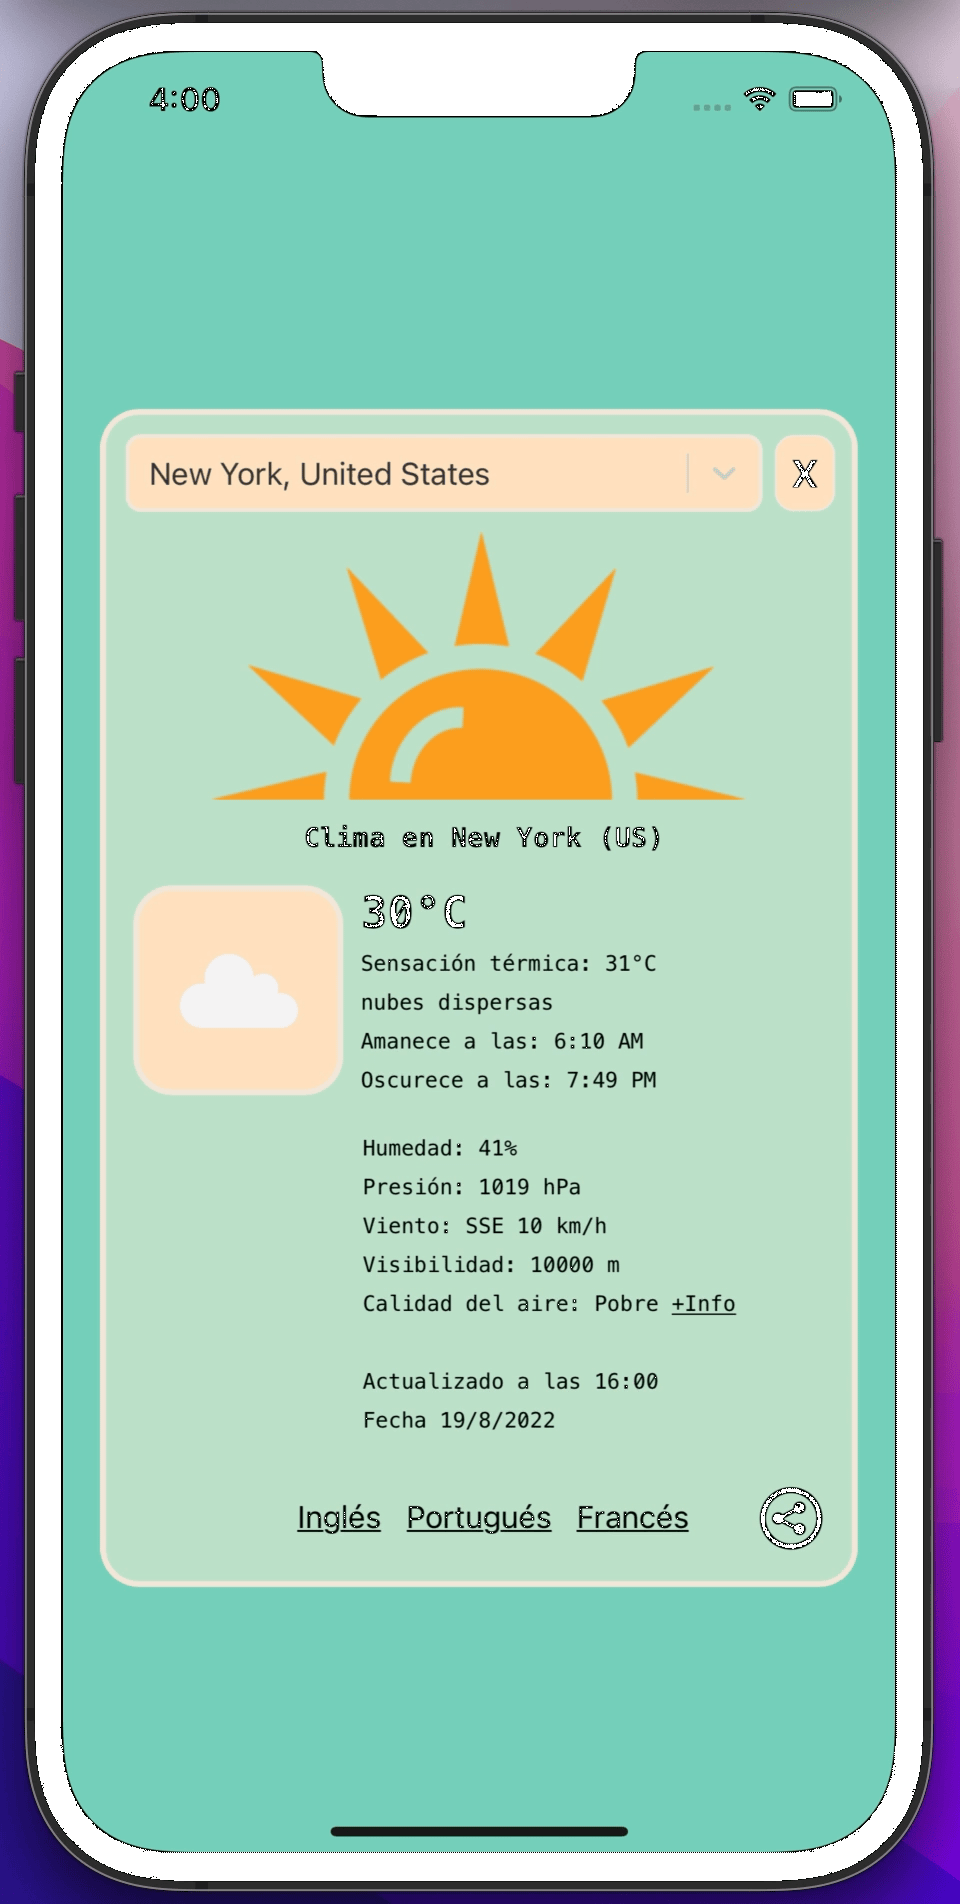 4:00
New York, United States
X
Clima en New York (US)
30°C
Sensación térmica: 31°C
nubes dispersas
Amanece a las: 6:10 AM
Oscurece a las: 7:49 PM
Humedad: 41%
Presión: 1019 hPa
Viento: SSE 10 km/h
Visibilidad: 10000 m
Calidad del aire: Pobre +Info
Actualizado a las 16:00
Fecha 19/8/2022
Inglés Portugués Francés